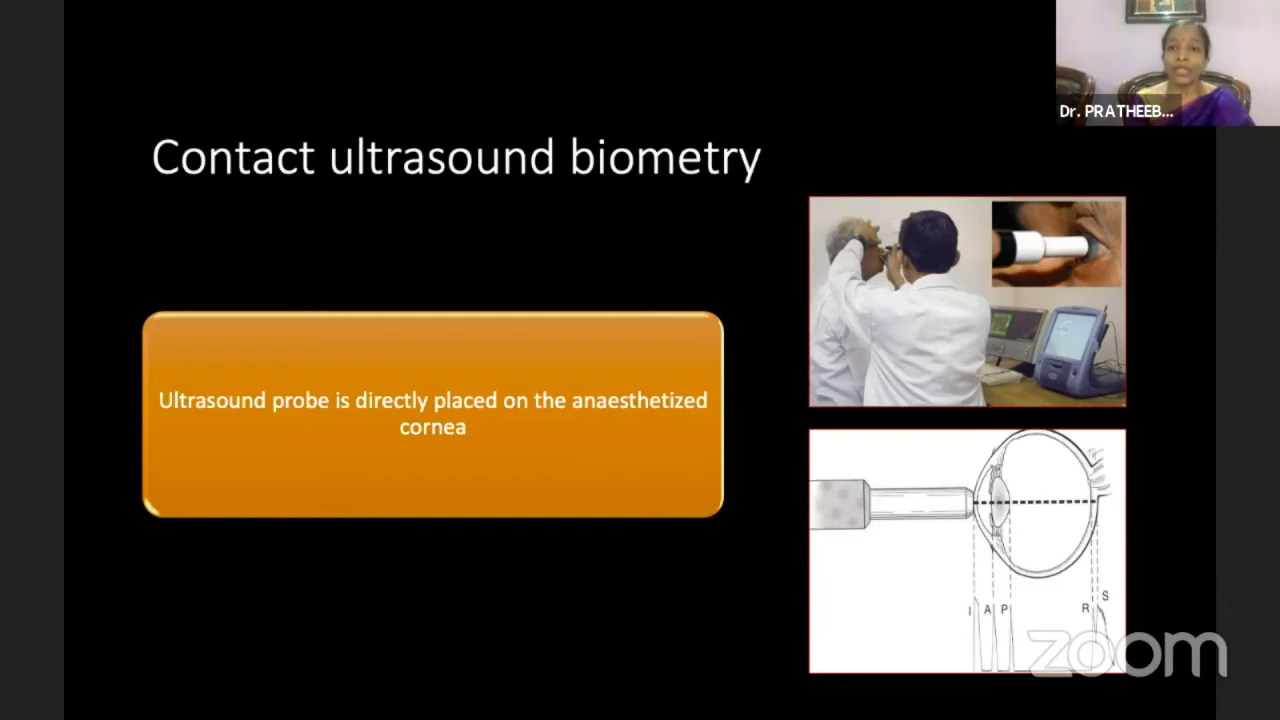 Dr. PRATHEEB...
Contact ultrasound biometry
Ultrasound probe is directly placed on the anaesthetized
cornea
I A P R S
zoom